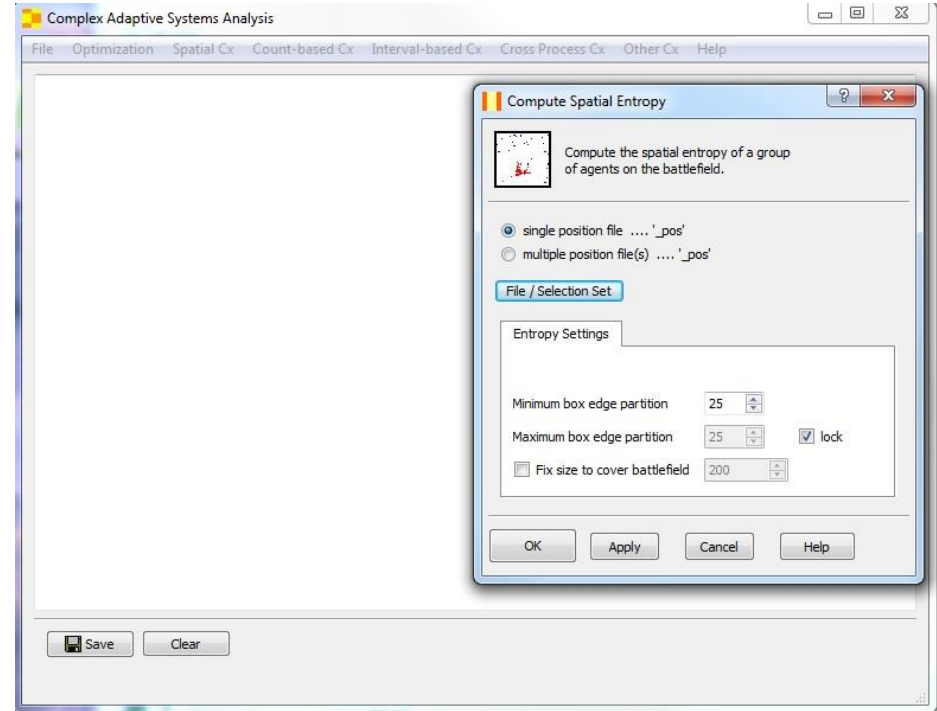 Complex Adaptive Systems Analysis
File Optimization Spatial Cx Count-based Cx Interval-based Cx Cross Process Cx Other Cx Help
Compute Spatial Entropy
?
Compute the spatial entropy of a group
of agents on the battlefield.
single position file .... '_pos'
multiple position file(s) .... '_pos'
File / Selection Set
Entropy Settings
Minimum box edge partition 25
Maximum box edge partition 25 lock
Fix size to cover battlefield 200
OK Apply Cancel Help
Save Clear